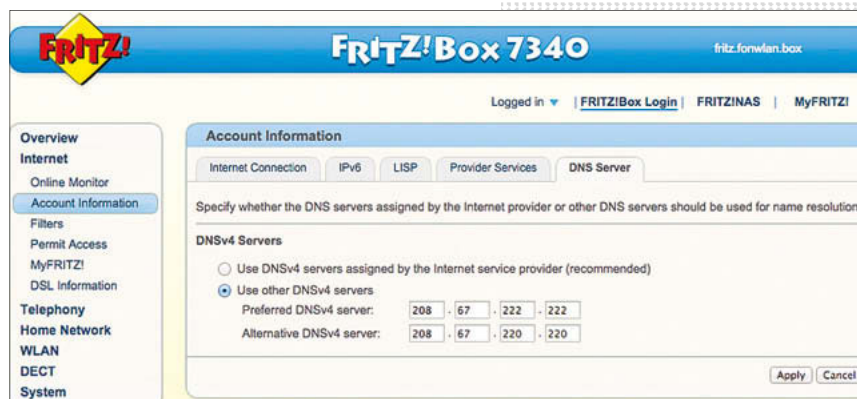 FRITZ!
FRITZ!Box 7340
fritz.fonwlan.box
Logged in | FRITZ!Box Login | FRITZ!NAS | MyFRITZ!
Overview
Internet
Online Monitor
Account Information
Filters
Permit Access
MyFRITZ!
DSL Information
Telephony
Home Network
WLAN
DECT
System
Account Information
Internet Connection IPv6 LISP Provider Services DNS Server
Specify whether the DNS servers assigned by the Internet provider or other DNS servers should be used for name resolution
DNSv4 Servers
Use DNSv4 servers assigned by the Internet service provider (recommended)
Use other DNSv4 servers
Preferred DNSv4 server: 208 . 67 . 222 . 222
Alternative DNSv4 server: 208 . 67 . 220 . 220
Apply Cancel